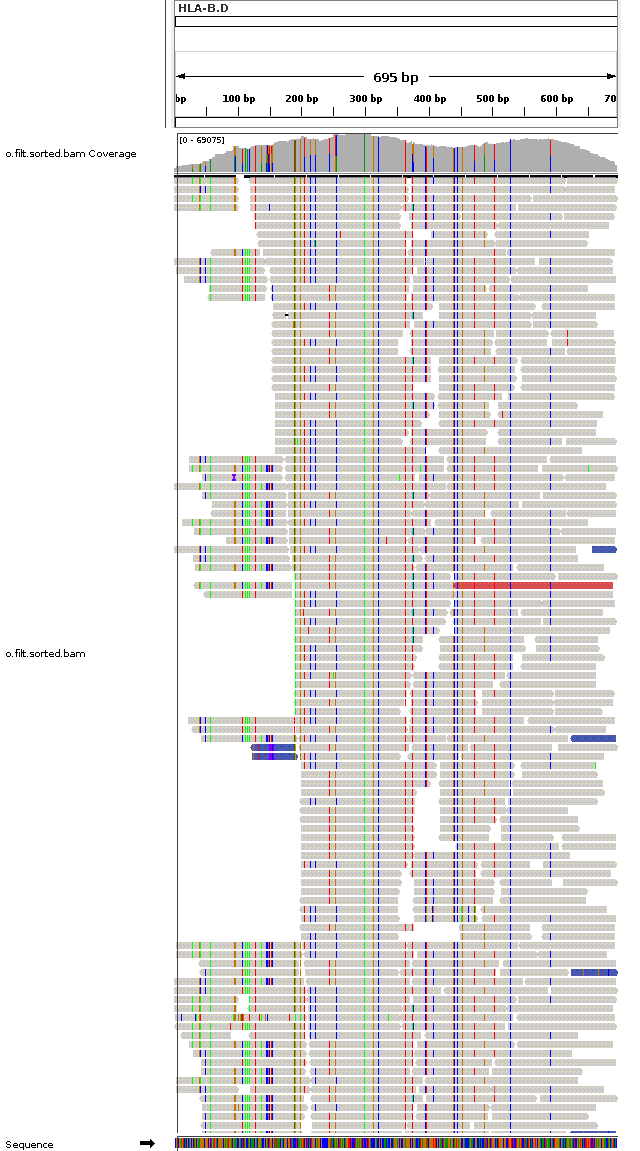 HLA-B.D
695 bp
bp 100 bp 200 bp 300 bp 400 bp 500 bp 600 bp 70
[0 - 69075]
o.filt.sorted.bam Coverage
o.filt.sorted.bam
Sequence